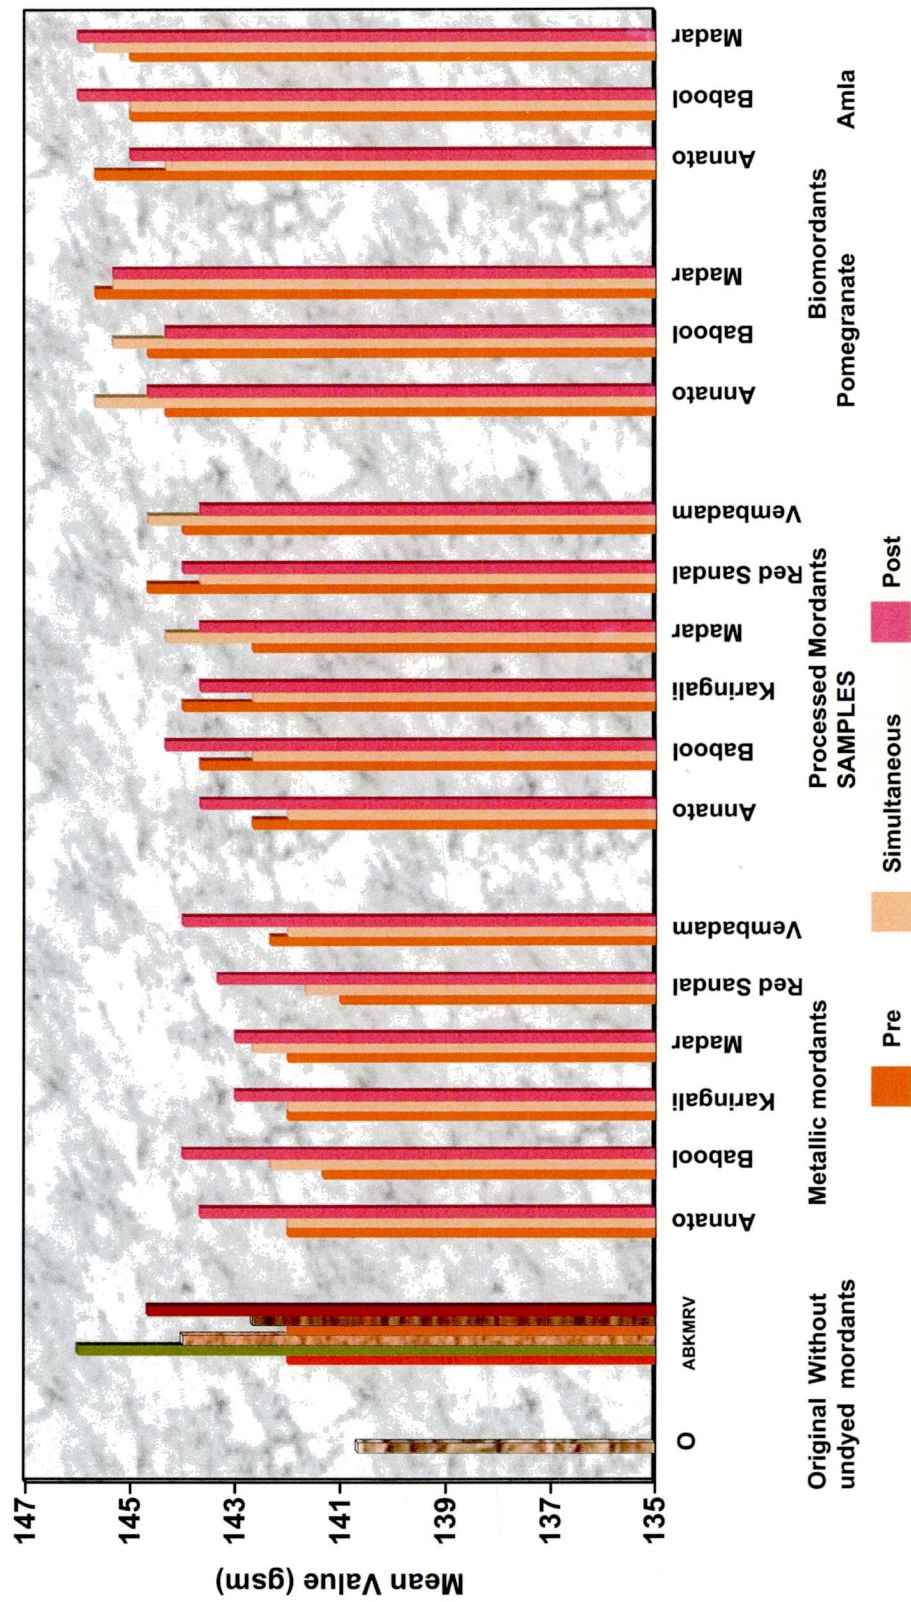 Mean Value (gsm)
147
145
143
141
139
137
135
O
ABKMRV
Annato
Babool
Karingali
Madar
Red Sandal
Vembadam
Annato
Babool
Karingali
Madar
Red Sandal
Vembadam
Annato
Babool
Madar
Annato
Babool
Madar
Original Without
undyed mordants
Metallic mordants
Processed Mordants
SAMPLES
Biomordants
Pomegranate
Amla
Pre
Simultaneous
Post